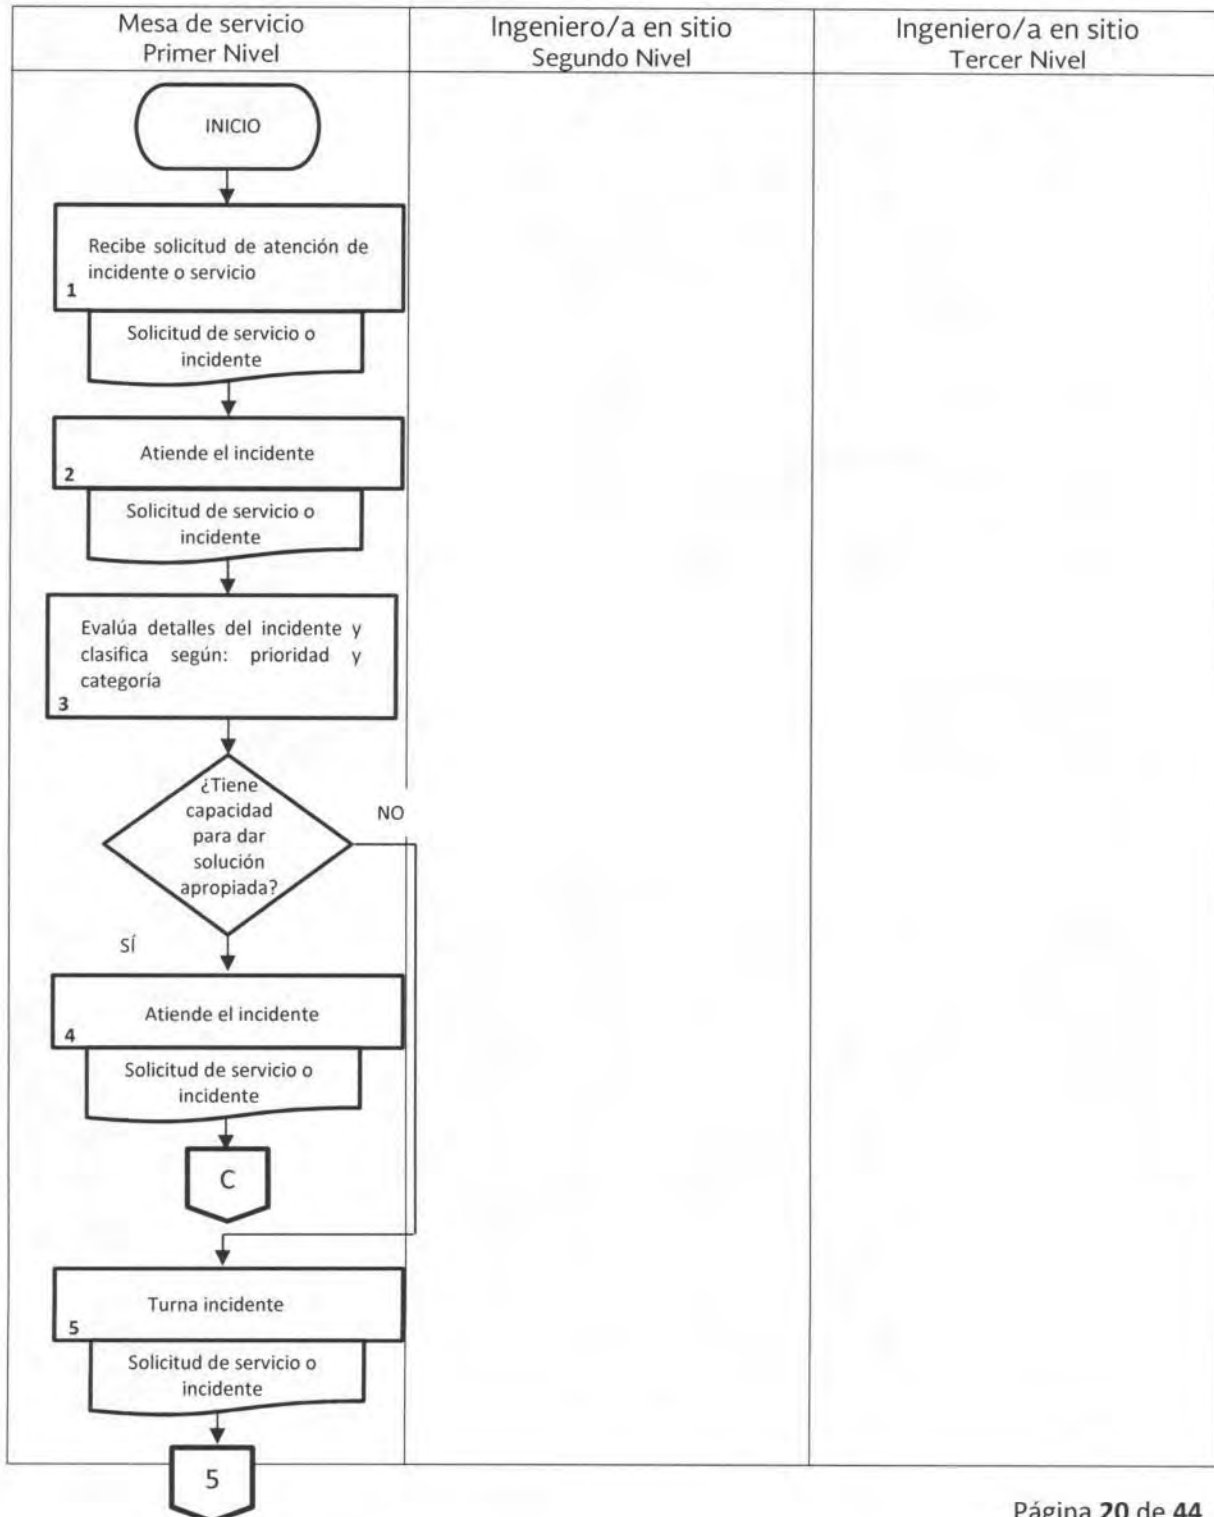 Mesa de servicio
Primer Nivel
Ingeniero/a en sitio
Segundo Nivel
Ingeniero/a en sitio
Tercer Nivel
INICIO
Recibe solicitud de atención de
incidente o servicio
1
Solicitud de servicio o
incidente
Atiende el incidente
2
Solicitud de servicio o
incidente
Evalúa detalles del incidente y
clasifica según: prioridad y
categoría
3
¿Tiene
capacidad
para dar
solución
apropiada?
NO
SÍ
Atiende el incidente
4
Solicitud de servicio o
incidente
C
Turna incidente
5
Solicitud de servicio o
incidente
5
Página 20 de 44